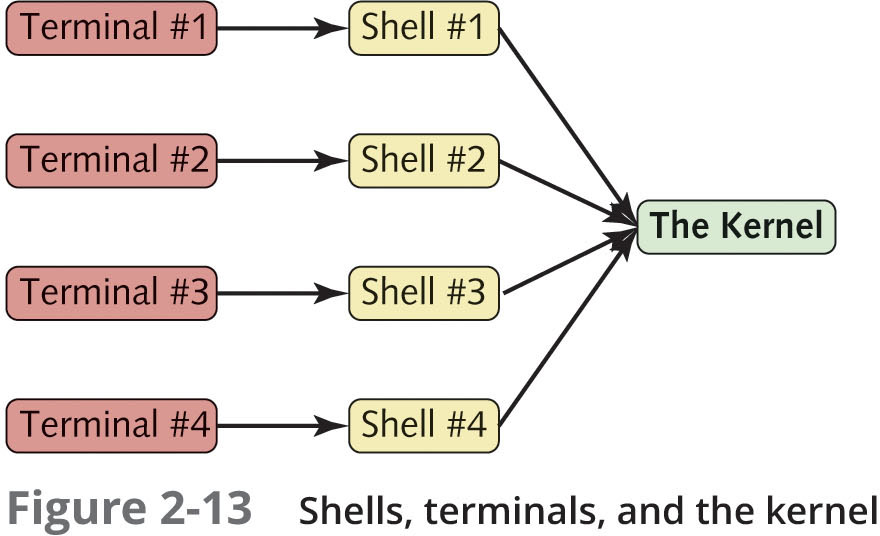 Terminal #1
Shell #1
Terminal #2
Shell #2
The Kernel
Terminal #3
Shell #3
Terminal #4
Shell #4
Figure 2-13 Shells, terminals, and the kernel